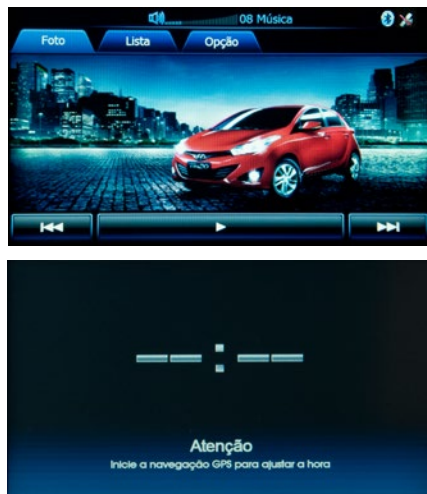 08 Música
Foto
Lista
Opção
--:--
Atenção
Inicie a navegação GPS para ajustar a hora